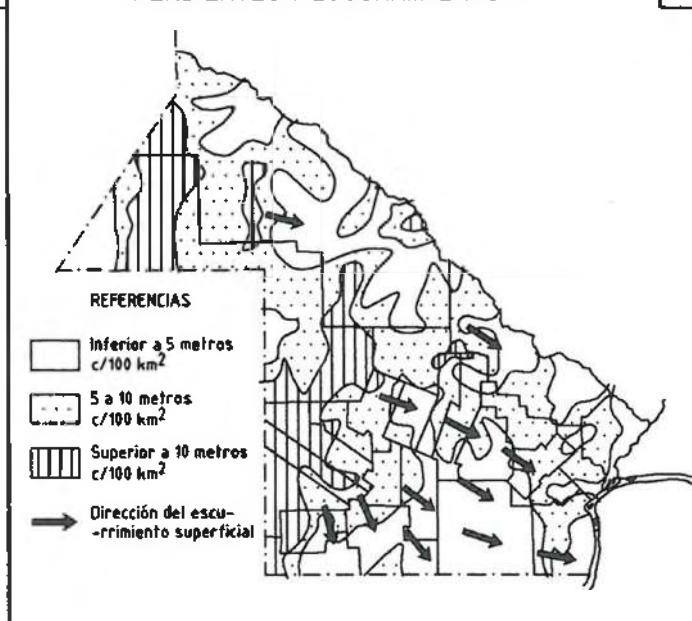 REFERENCIAS
Inferior a 5 metros
c/100 km²
5 a 10 metros
c/100 km²
Superior a 10 metros
c/100 km²
Dirección del escu-
-rrimiento superficial